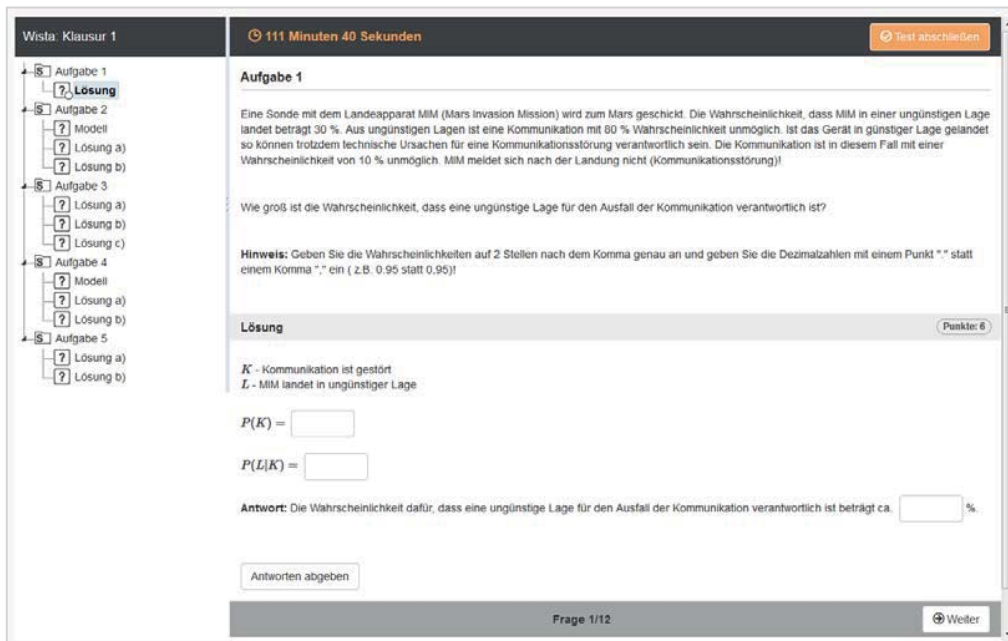 Wista: Klausur 1
111 Minuten 40 Sekunden
Test abschließen
S Aufgabe 1
? Lösung
S Aufgabe 2
? Modell
? Lösung a)
? Lösung b)
S Aufgabe 3
? Lösung a)
? Lösung b)
? Lösung c)
S Aufgabe 4
? Modell
? Lösung a)
? Lösung b)
S Aufgabe 5
? Lösung a)
? Lösung b)
Aufgabe 1
Eine Sonde mit dem Landeapparat MIM (Mars Invasion Mission) wird zum Mars geschickt. Die Wahrscheinlichkeit, dass MIM in einer ungünstigen Lage
landet beträgt 30 %. Aus ungünstigen Lagen ist eine Kommunikation mit 80 % Wahrscheinlichkeit unmöglich. Ist das Gerät in günstiger Lage gelandet
so können trotzdem technische Ursachen für eine Kommunikationsstörung verantwortlich sein. Die Kommunikation ist in diesem Fall mit einer
Wahrscheinlichkeit von 10 % unmöglich. MIM meldet sich nach der Landung nicht (Kommunikationsstörung)!
Wie groß ist die Wahrscheinlichkeit, dass eine ungünstige Lage für den Ausfall der Kommunikation verantwortlich ist?
Hinweis: Geben Sie die Wahrscheinlichkeiten auf 2 Stellen nach dem Komma genau an und geben Sie die Dezimalzahlen mit einem Punkt "." statt
einem Komma "," ein ( z.B. 0.95 statt 0,95)!
Lösung
Punkte: 6
K - Kommunikation ist gestört
L - MIM landet in ungünstiger Lage
P(K) =
P(L|K) =
Antwort: Die Wahrscheinlichkeit dafür, dass eine ungünstige Lage für den Ausfall der Kommunikation verantwortlich ist beträgt ca. %.
Antworten abgeben
Frage 1/12
Weiter